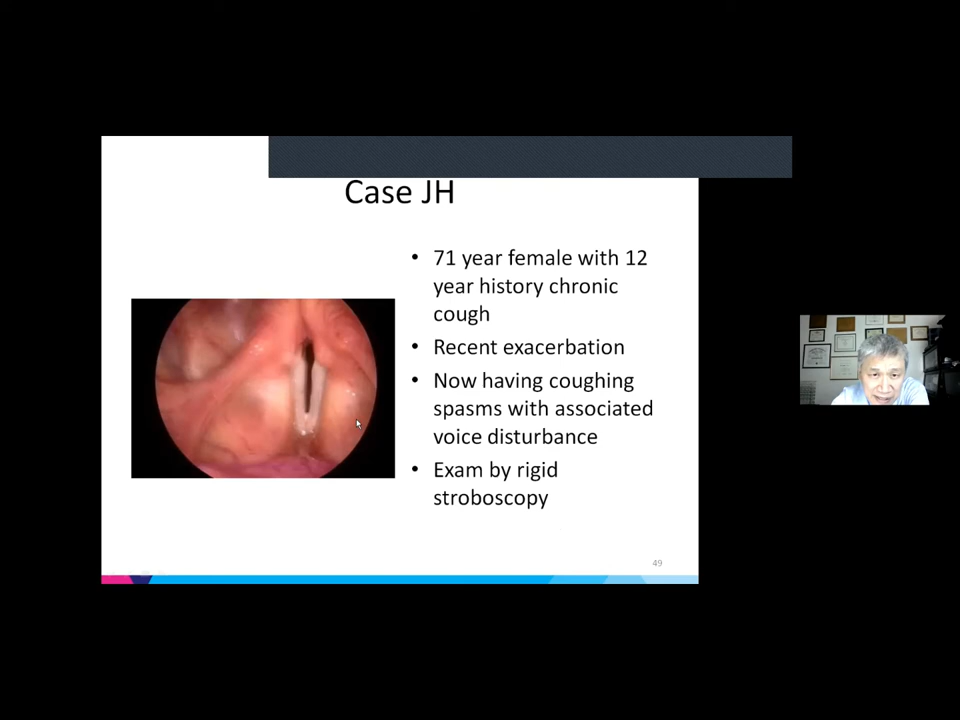 Case JH
• 71 year female with 12
year history chronic
cough
• Recent exacerbation
• Now having coughing
spasms with associated
voice disturbance
• Exam by rigid
stroboscopy
49